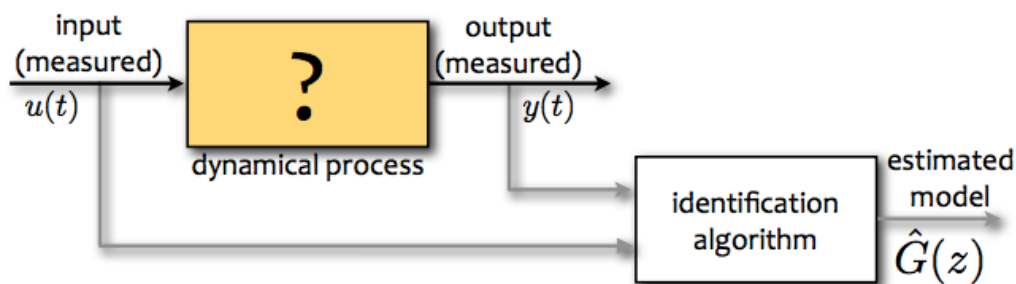 input
(measured)
u(t)
?
dynamical process
output
(measured)
y(t)
identification
algorithm
estimated
model
Ĝ(z)